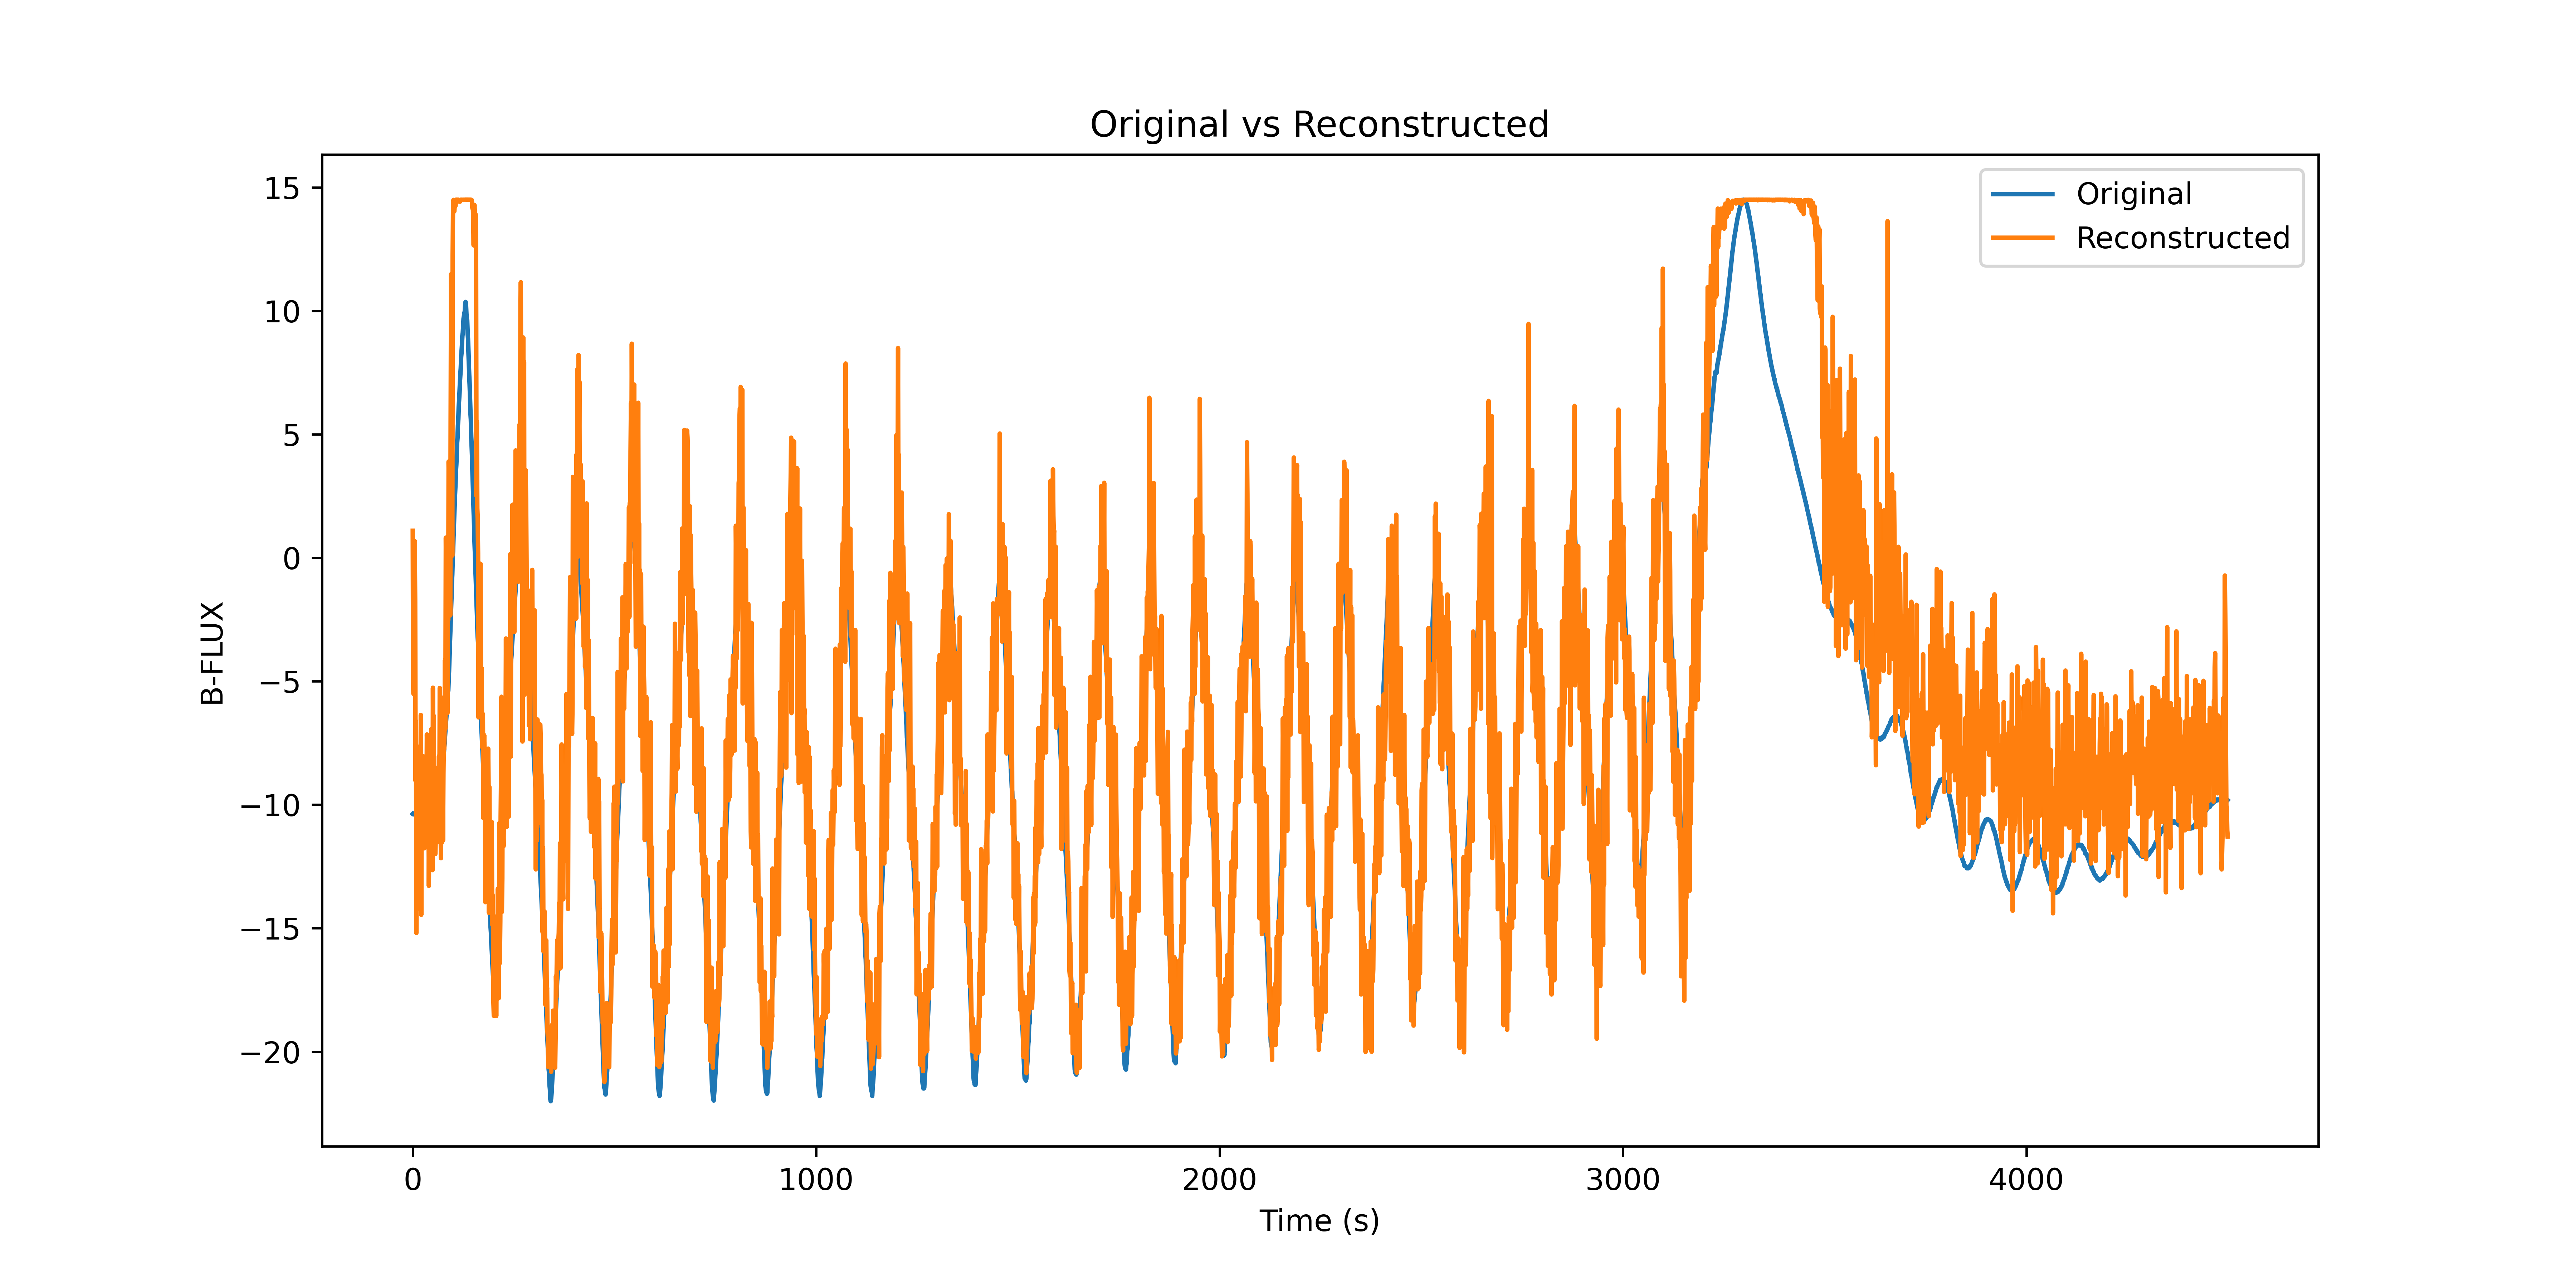 Original vs Reconstructed
Original
Reconstructed
B-FLUX
15
10
5
0
−5
−10
−15
−20
0 1000 2000 3000 4000
Time (s)